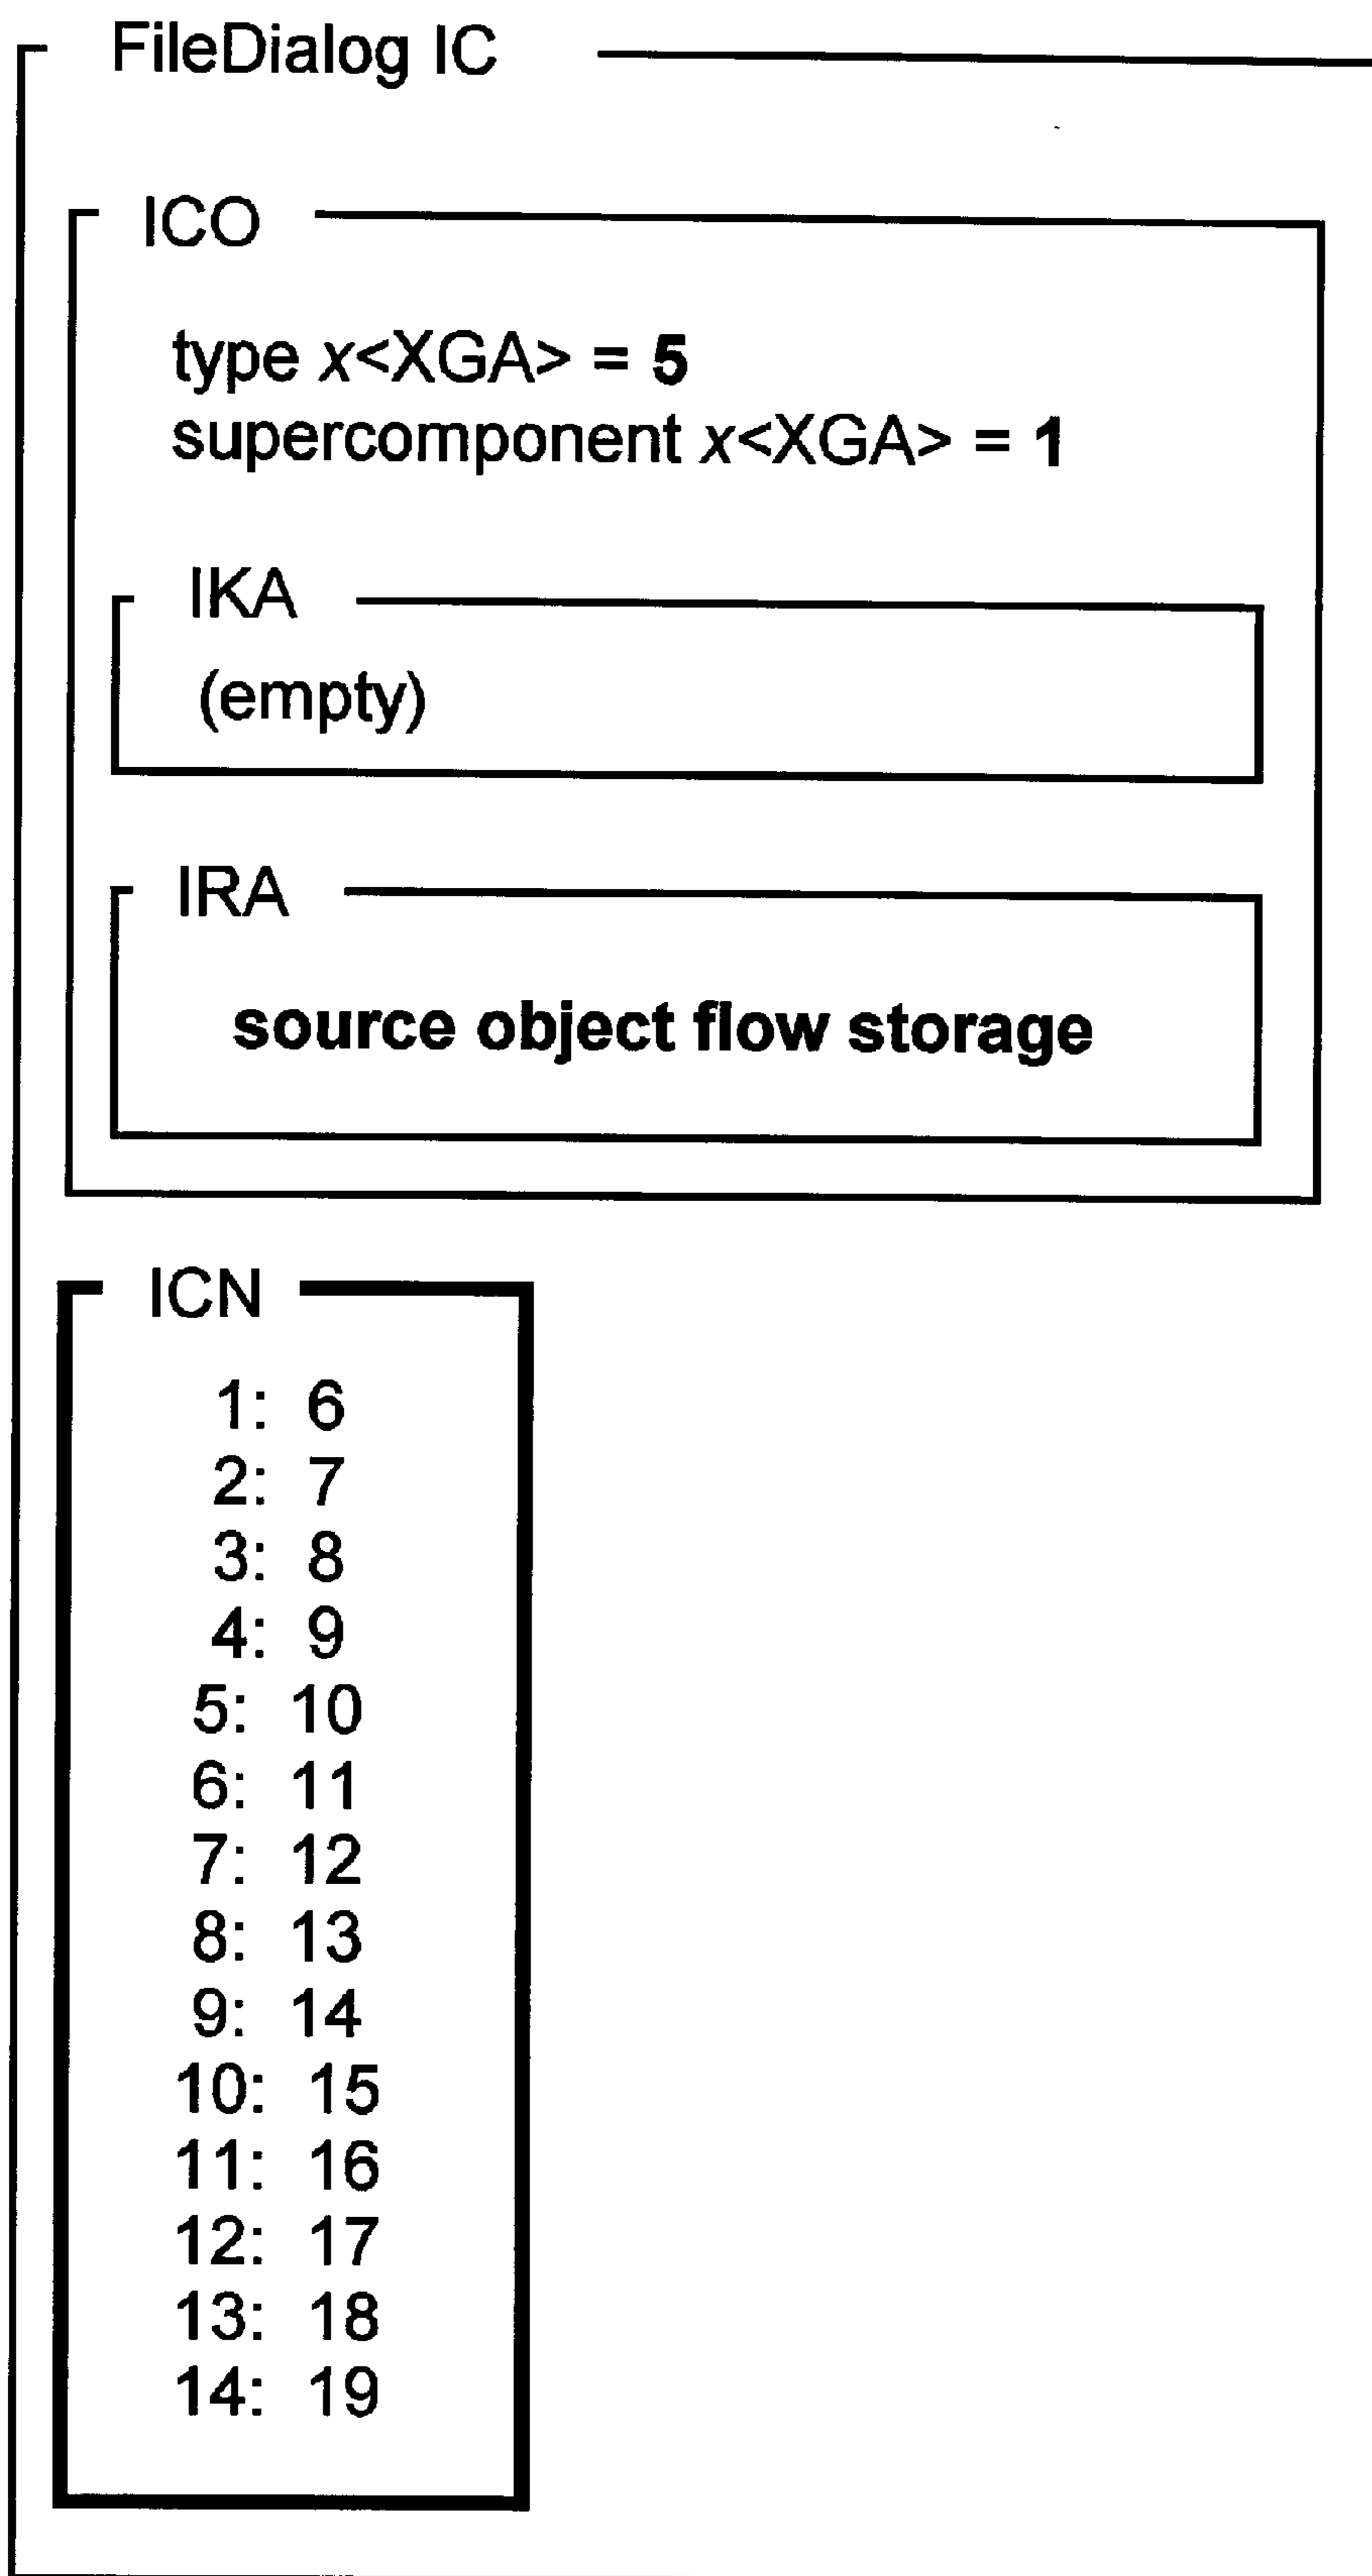 FileDialog IC
ICO
type x<XGA> = 5
supercomponent x<XGA> = 1
IKA
(empty)
IRA
source object flow storage
ICN
1: 6
2: 7
3: 8
4: 9
5: 10
6: 11
7: 12
8: 13
9: 14
10: 15
11: 16
12: 17
13: 18
14: 19